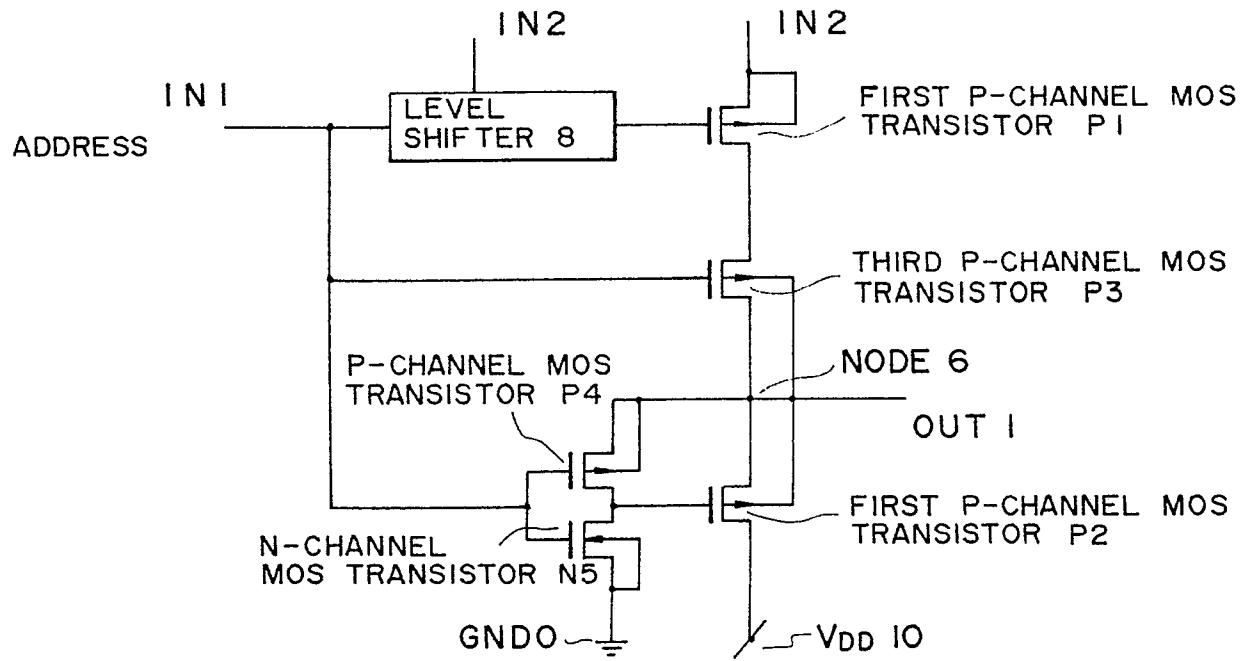 IN2
IN2
IN1
ADDRESS
LEVEL
SHIFTER 8
FIRST P-CHANNEL MOS
TRANSISTOR P1
THIRD P-CHANNEL MOS
TRANSISTOR P3
P-CHANNEL MOS
TRANSISTOR P4
NODE 6
OUT 1
FIRST P-CHANNEL MOS
TRANSISTOR P2
N-CHANNEL
MOS TRANSISTOR N5
GND0
VDD 10